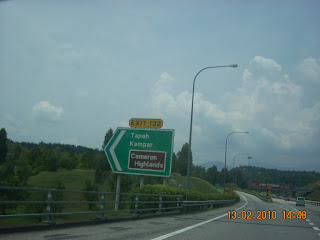 EXIT 132
Tapah
Kampar
Cameron
Highlands
13.02.2010 14:48